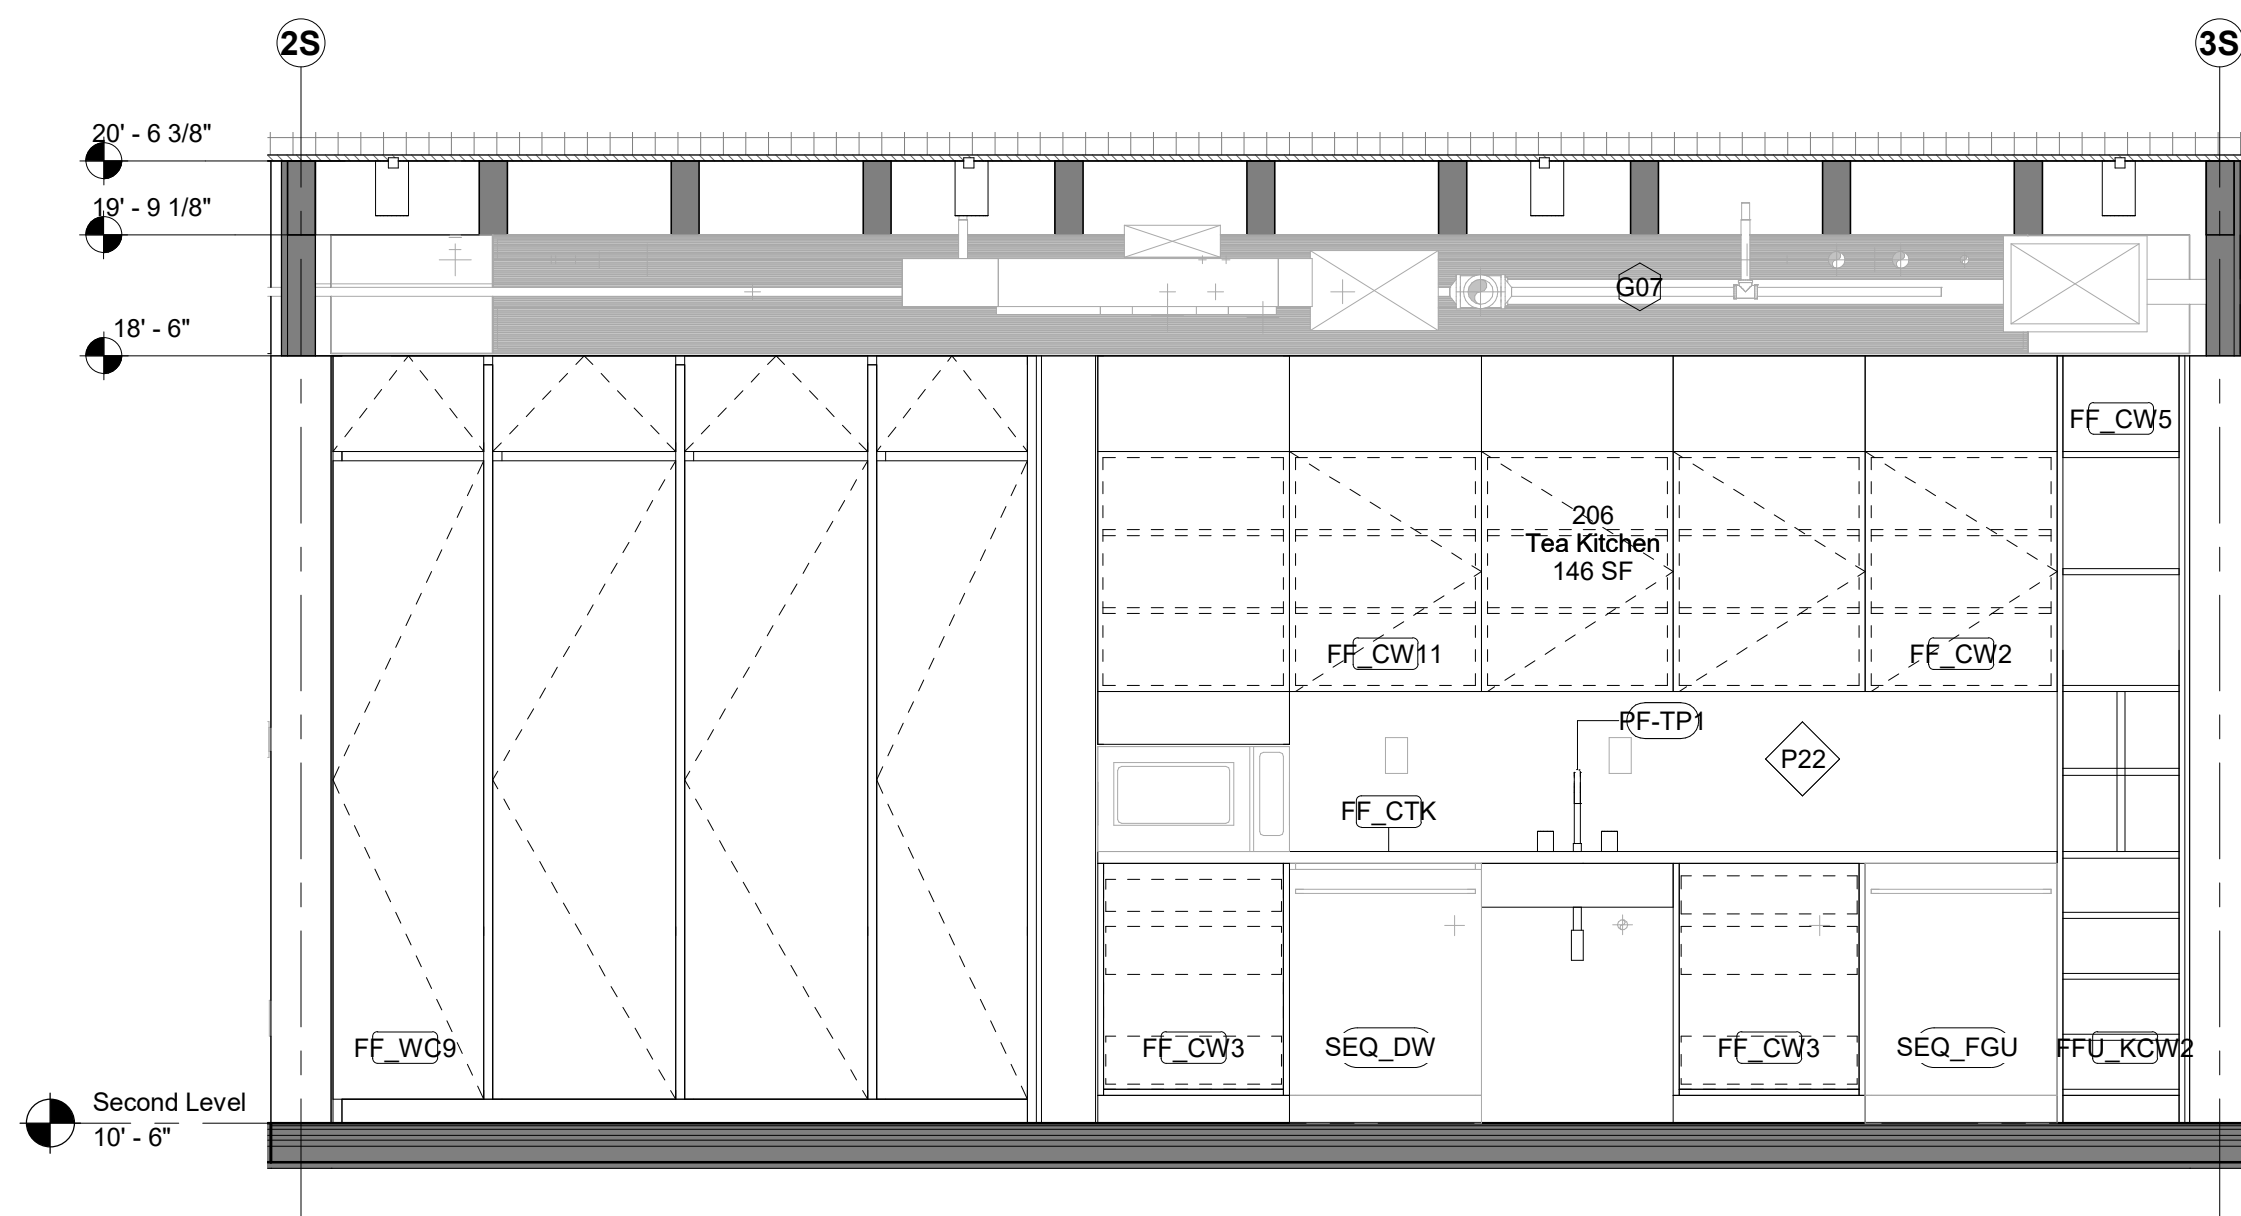 2S
3S
20' - 6 3/8"
19' - 9 1/8"
G07
18' - 6"
FF_CW5
206
Tea Kitchen
146 SF
FF_CW11
FF_CW2
PF-TP1
P22
FF_CTK
FF_WC9
FF_CW3
SEQ_DW
FF_CW3
SEQ_FGU
FFU_KCW2
Second Level
10' - 6"